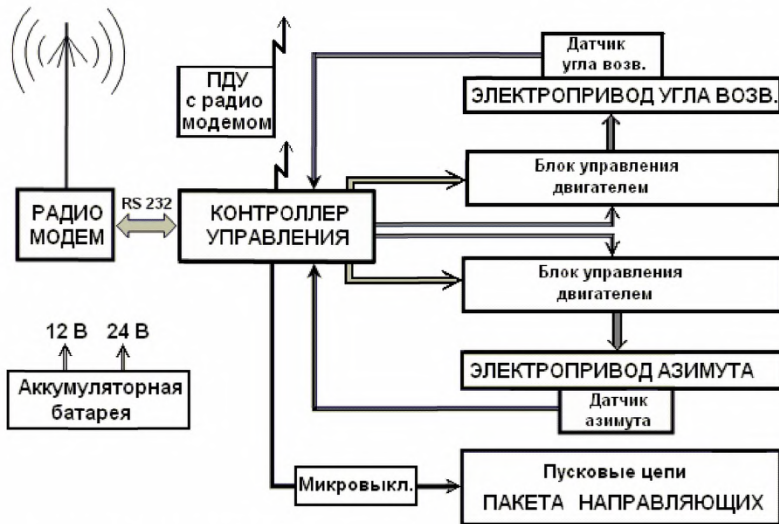 ПДУ
с радио
модемом
Датчик
угла возв.
ЭЛЕКТРОПРИВОД УГЛА ВОЗВ.
Блок управления
двигателем
РАДИО
МОДЕМ
RS 232
КОНТРОЛЛЕР
УПРАВЛЕНИЯ
Блок управления
двигателем
12 В 24 В
Аккумуляторная
батарея
ЭЛЕКТРОПРИВОД АЗИМУТА
Датчик
азимута
Микровыкл.
Пусковые цепи
ПАКЕТА НАПРАВЛЯЮЩИХ